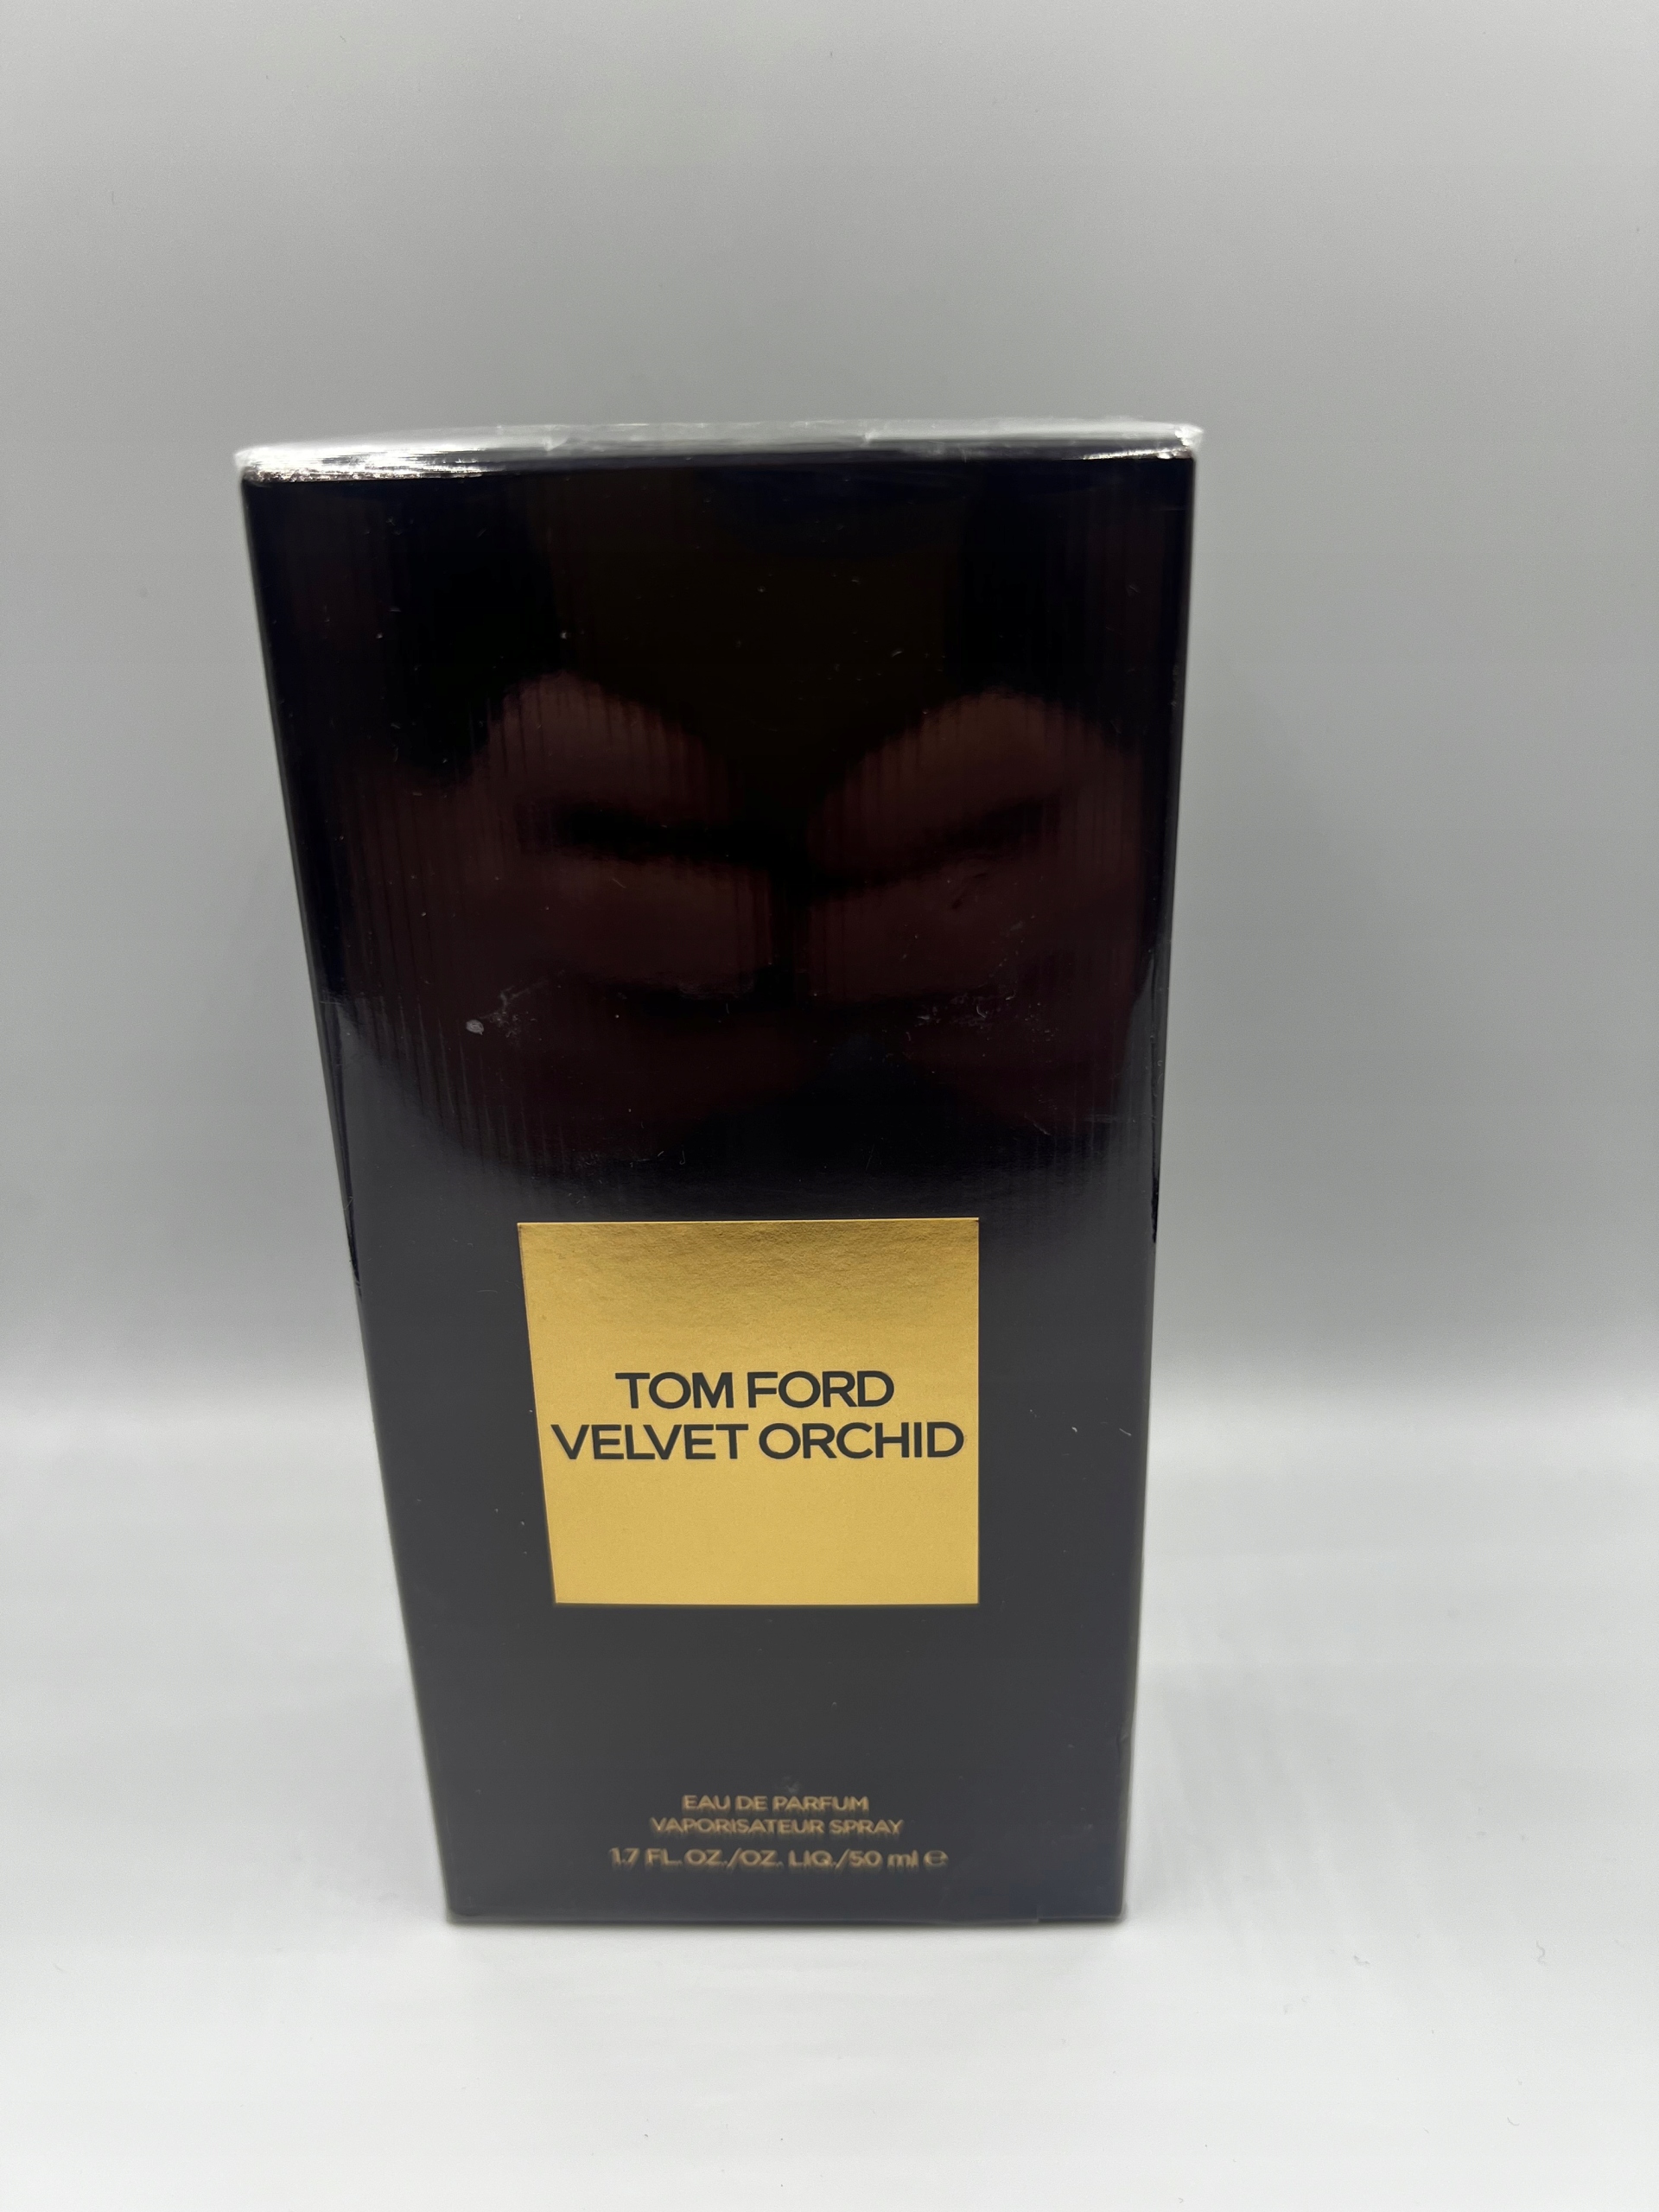 TOM FORD
VELVET ORCHID
EAU DE PARFUM
VAPORISATEUR SPRAY
1.7 FL. OZ./OZ. LIQ./50 ml ℮